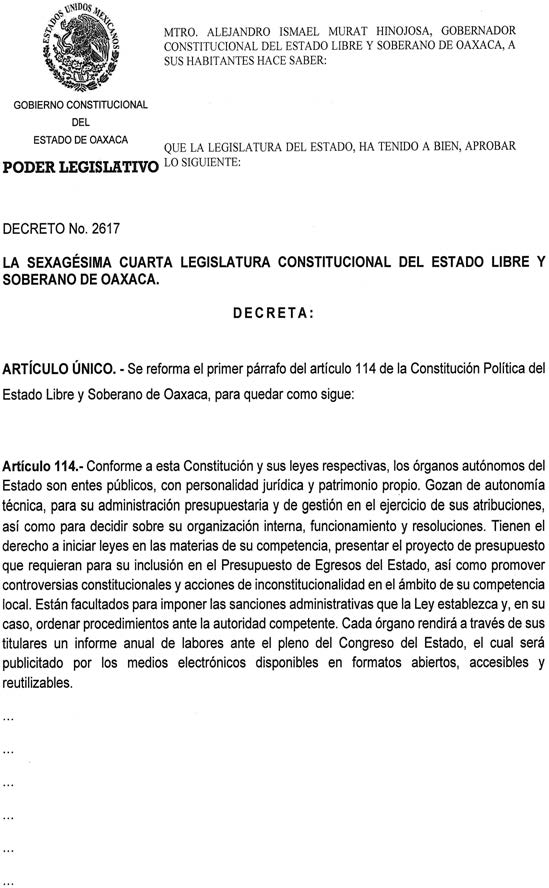 ESTADOS UNIDOS MEXICANOS
MTRO. ALEJANDRO ISMAEL MURAT HINOJOSA, GOBERNADOR
CONSTITUCIONAL DEL ESTADO LIBRE Y SOBERANO DE OAXACA, A
SUS HABITANTES HACE SABER:
GOBIERNO CONSTITUCIONAL
DEL
ESTADO DE OAXACA
PODER LEGISLATIVO
QUE LA LEGISLATURA DEL ESTADO, HA TENIDO A BIEN, APROBAR
LO SIGUIENTE:
DECRETO No. 2617
LA SEXAGÉSIMA CUARTA LEGISLATURA CONSTITUCIONAL DEL ESTADO LIBRE Y
SOBERANO DE OAXACA.
DECRETA:
ARTÍCULO ÚNICO. - Se reforma el primer párrafo del artículo 114 de la Constitución Política del
Estado Libre y Soberano de Oaxaca, para quedar como sigue:
Artículo 114.- Conforme a esta Constitución y sus leyes respectivas, los órganos autónomos del
Estado son entes públicos, con personalidad jurídica y patrimonio propio. Gozan de autonomía
técnica, para su administración presupuestaria y de gestión en el ejercicio de sus atribuciones,
así como para decidir sobre su organización interna, funcionamiento y resoluciones. Tienen el
derecho a iniciar leyes en las materias de su competencia, presentar el proyecto de presupuesto
que requieran para su inclusión en el Presupuesto de Egresos del Estado, así como promover
controversias constitucionales y acciones de inconstitucionalidad en el ámbito de su competencia
local. Están facultados para imponer las sanciones administrativas que la Ley establezca y, en su
caso, ordenar procedimientos ante la autoridad competente. Cada órgano rendirá a través de sus
titulares un informe anual de labores ante el pleno del Congreso del Estado, el cual será
publicitado por los medios electrónicos disponibles en formatos abiertos, accesibles y
reutilizables.
...
...
...
...
...
...